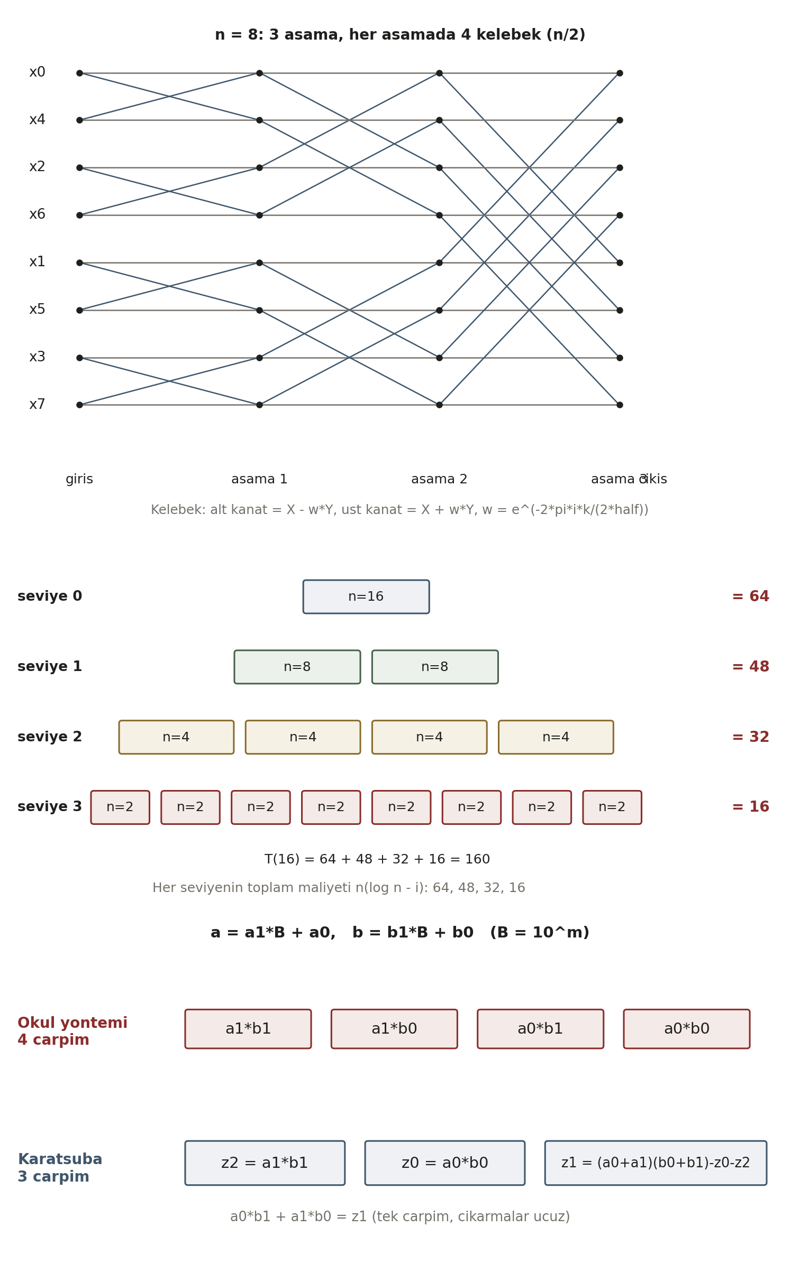 n = 8: 3 asama, her asamada 4 kelebek (n/2)
x0
x4
x2
x6
x1
x5
x3
x7
giris asama 1 asama 2 asama 3
Kelebek: alt kanat = X - w*Y, ust kanat = X + w*Y, w = e^(-2*pi*i*k/(2*half))
seviye 0 n=16 = 64
seviye 1 n=8 n=8 = 48
seviye 2 n=4 n=4 n=4 n=4 = 32
seviye 3 n=2 n=2 n=2 n=2 n=2 n=2 n=2 n=2 = 16
T(16) = 64 + 48 + 32 + 16 = 160
Her seviyenin toplam maliyeti n(log n - i): 64, 48, 32, 16
a = a1*B + a0, b = b1*B + b0 (B = 10^m)
Okul yontemi
4 carpim
a1*b1 a1*b0 a0*b1 a0*b0
Karatsuba
3 carpim
z2 = a1*b1 z0 = a0*b0 z1 = (a0+a1)(b0+b1)-z0-z2
a0*b1 + a1*b0 = z1 (tek carpim, cikarmalar ucuz)